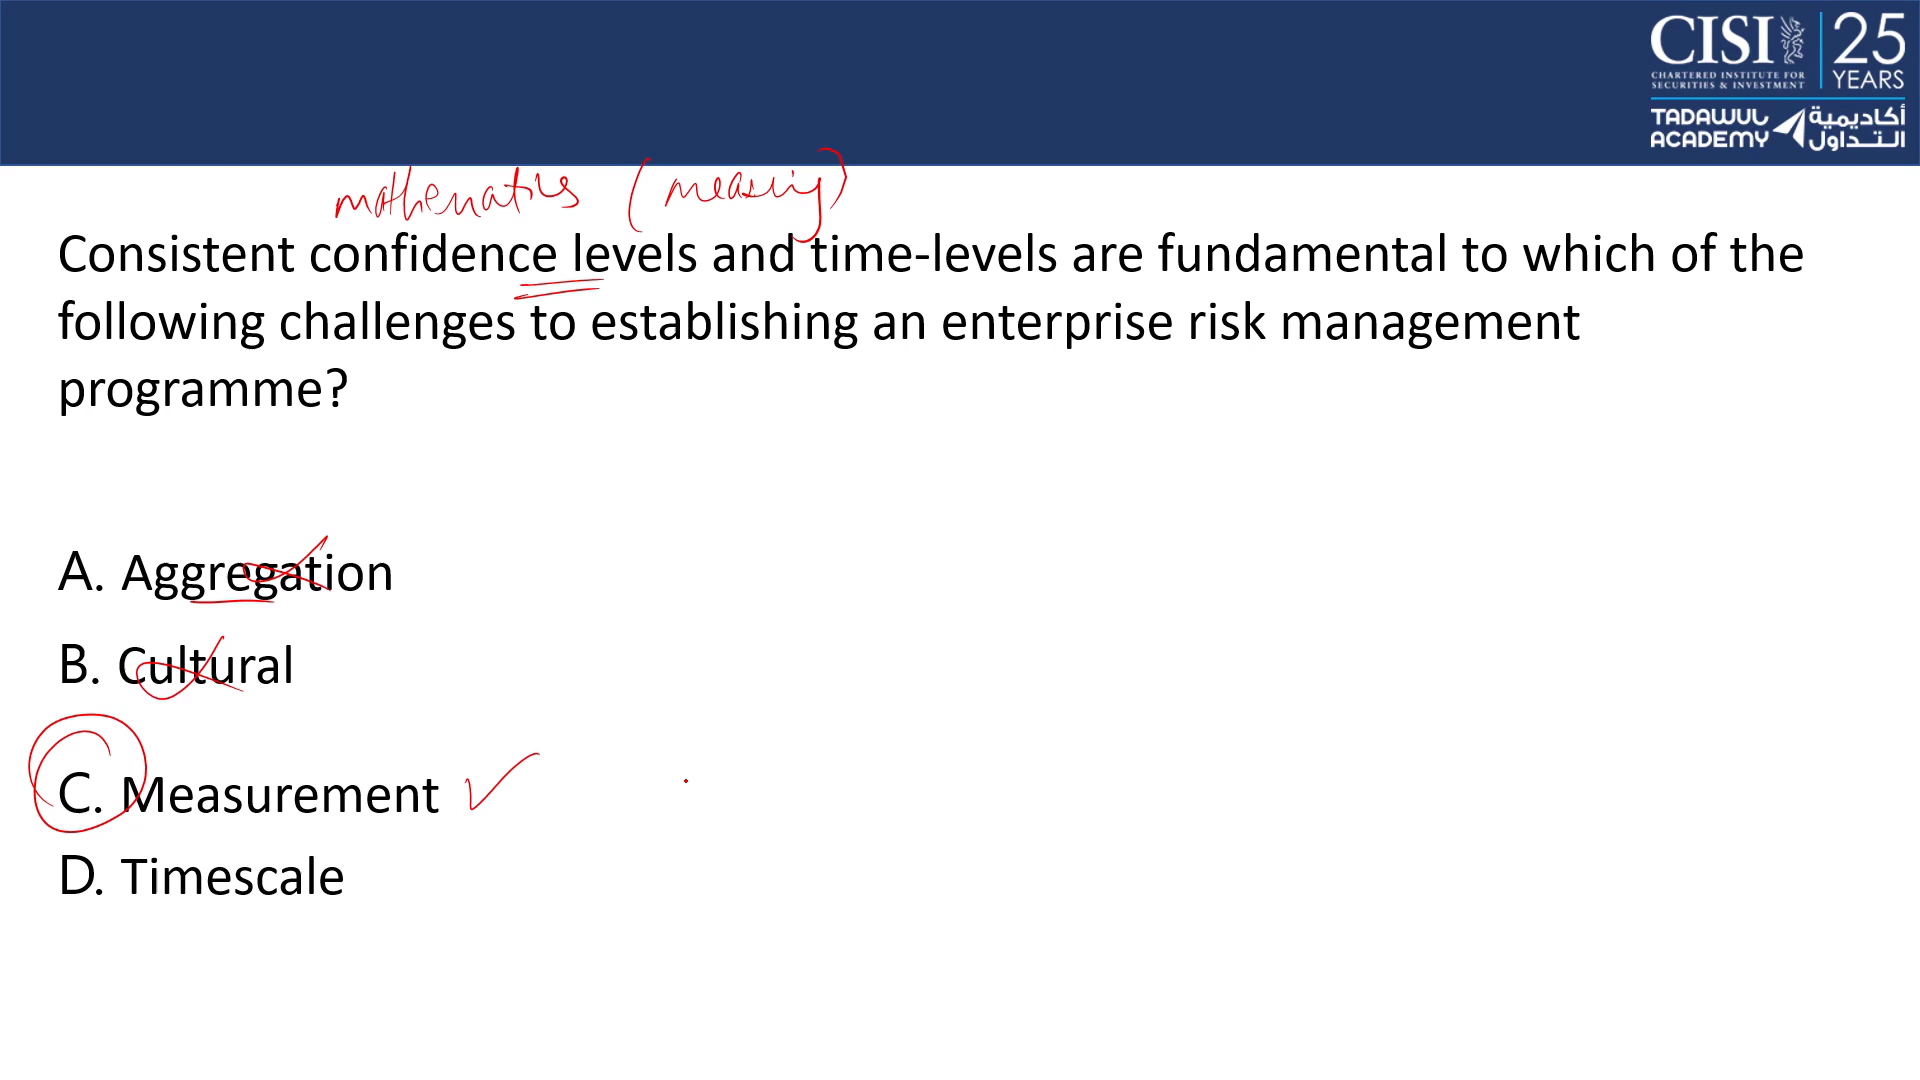 CISI 25
CHARTERED INSTITUTE FOR
SECURITIES & INVESTMENT YEARS
TADAWUL أكاديمية
ACADEMY التداول
mathematics (measuring)
Consistent confidence levels and time-levels are fundamental to which of the
following challenges to establishing an enterprise risk management
programme?
A. Aggregation
B. Cultural
C. Measurement
D. Timescale